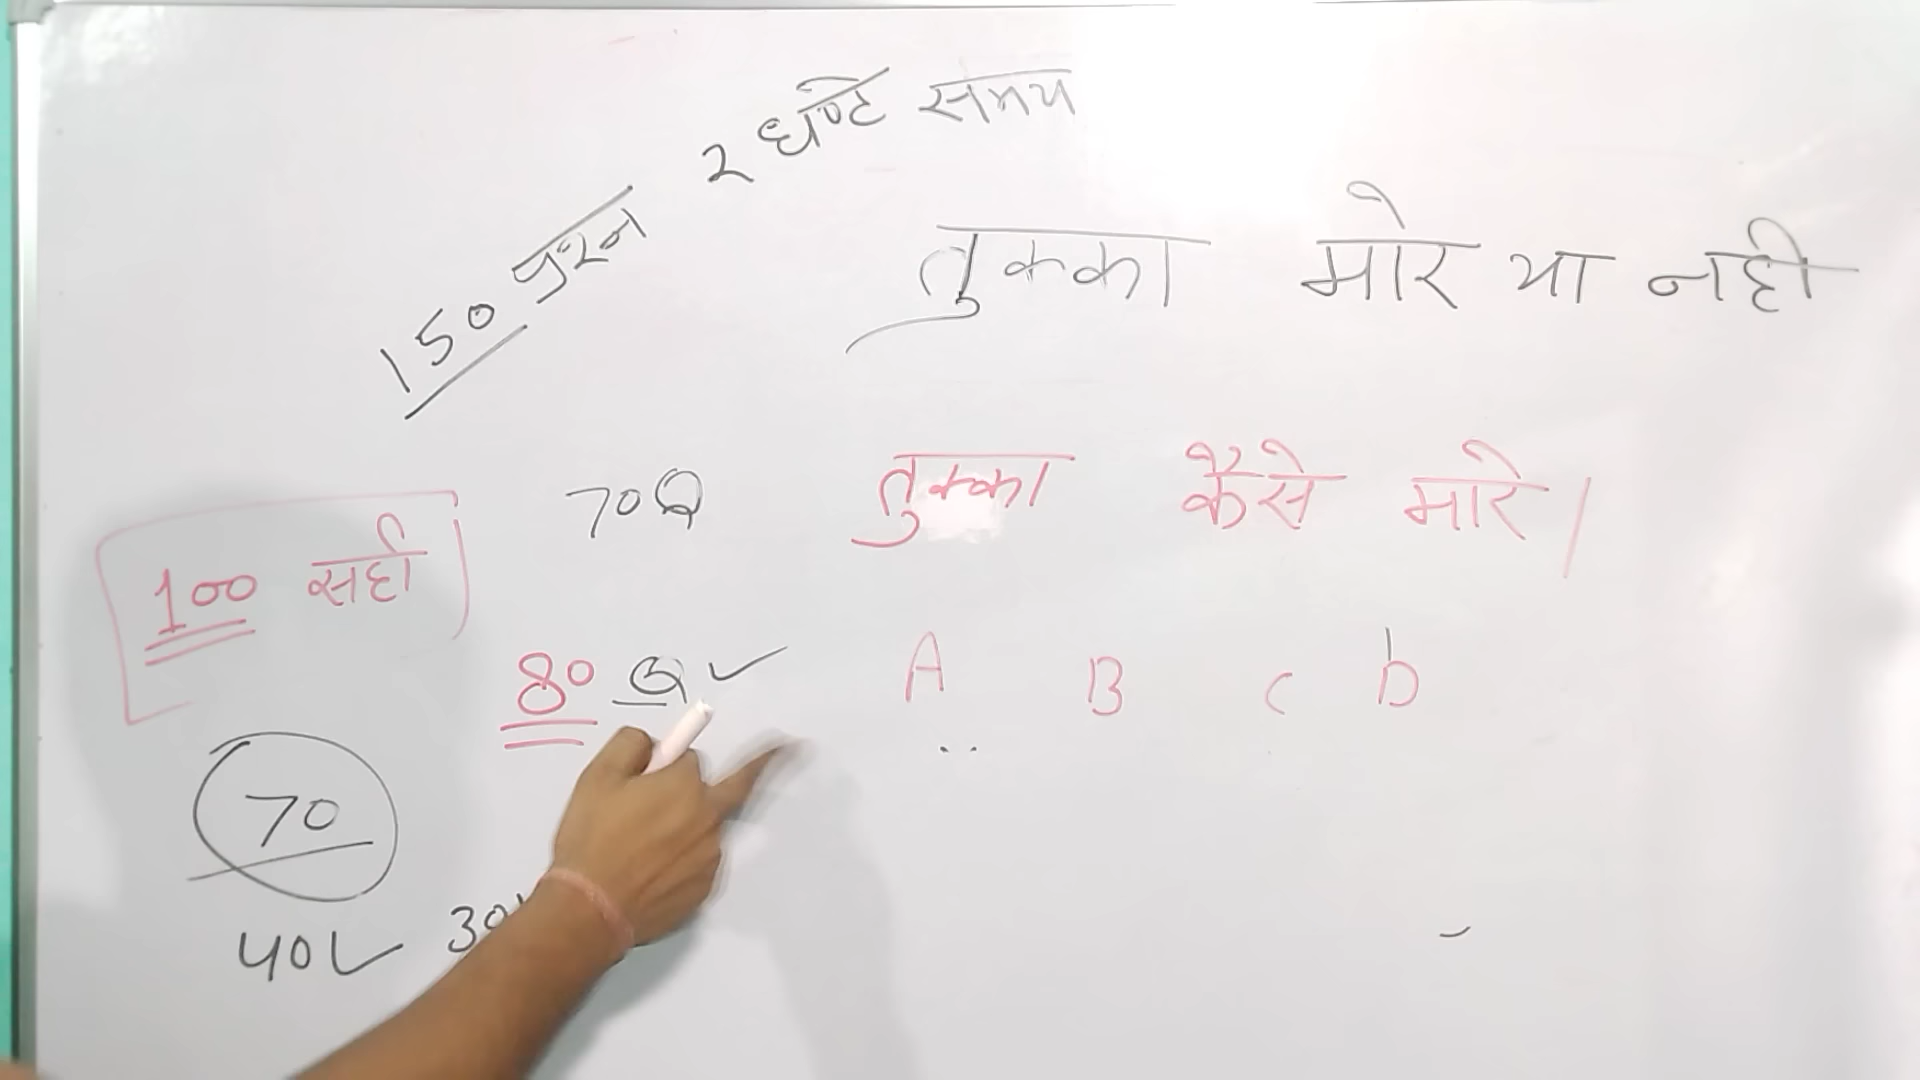 150 प्रश्न 2 घण्टे समय
तुक्का मारे या नही
70Q तुक्का कैसे मारे।
100 सही
80 Q ✓ A B C D
70
40 ✓ 30